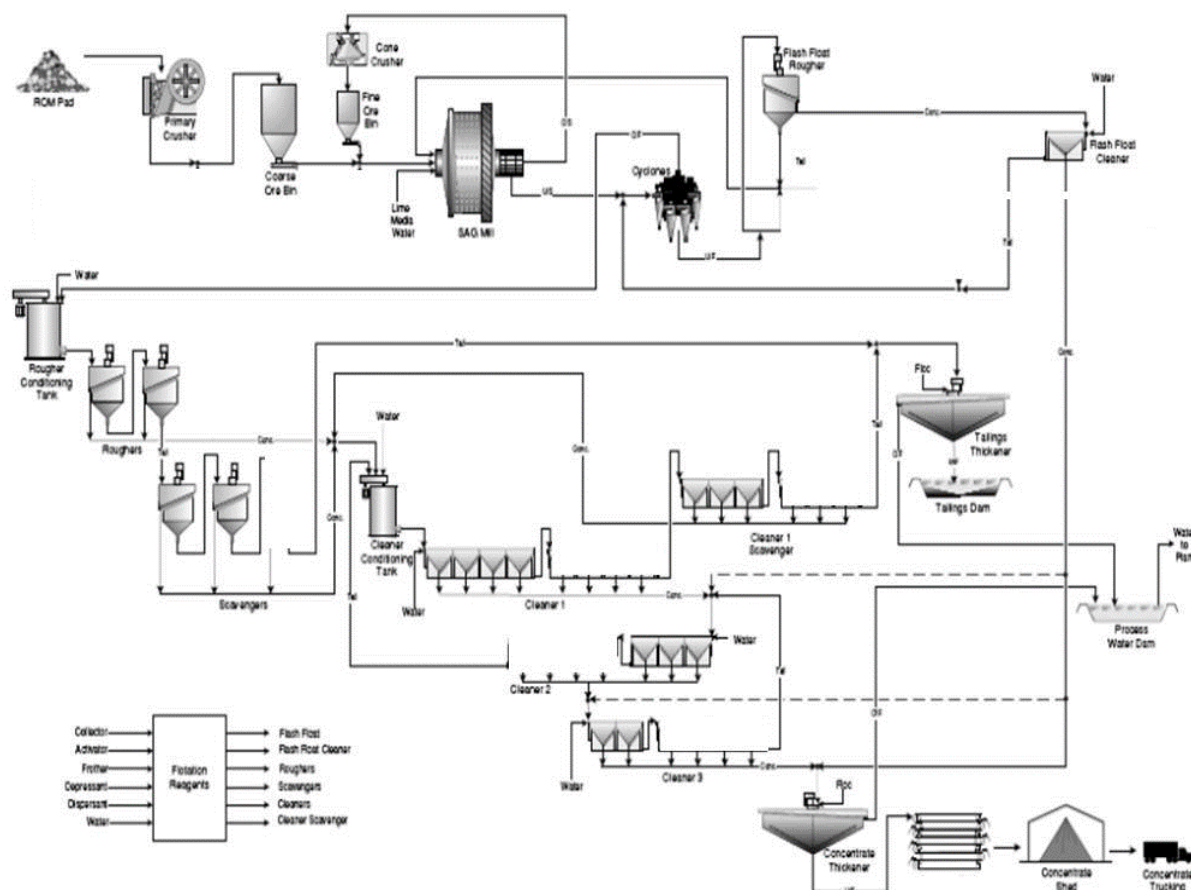 Cone
Crusher
Flash Float
Rougher
ROM Pad
Primary
Crusher
Fine
Ore
Bin
O/S
Conc.
Water
Flash Float
Cleaner
Coarse
Ore Bin
Lime
Media
Water
SAG Mill
U/S
O/F
Cyclones
U/F
Tail
Tail
Water
Rougher
Conditioning
Tank
Tail
Conc.
Floc
Tailings
Thickener
O/F
Tailings Dam
Roughers
Conc.
Tail
Water
Conc.
Tail
Cleaner 1
Scavenger
Cleaner
Conditioning
Tank
Conc.
Scavengers
Water
Cleaner 1
Conc.
Tail
Water
to
Process
Water Dam
Water
Cleaner 2
Tail
Water
Cleaner 3
Conc.
O/F
Floc
Concentrate
Thickener
U/F
Concentrate
Shed
Concentrate
Trucking
Collector
Activator
Frother
Depressant
Dispersant
Water
Flotation
Reagents
Flash Float
Flash Float Cleaner
Roughers
Scavengers
Cleaners
Cleaner Scavenger